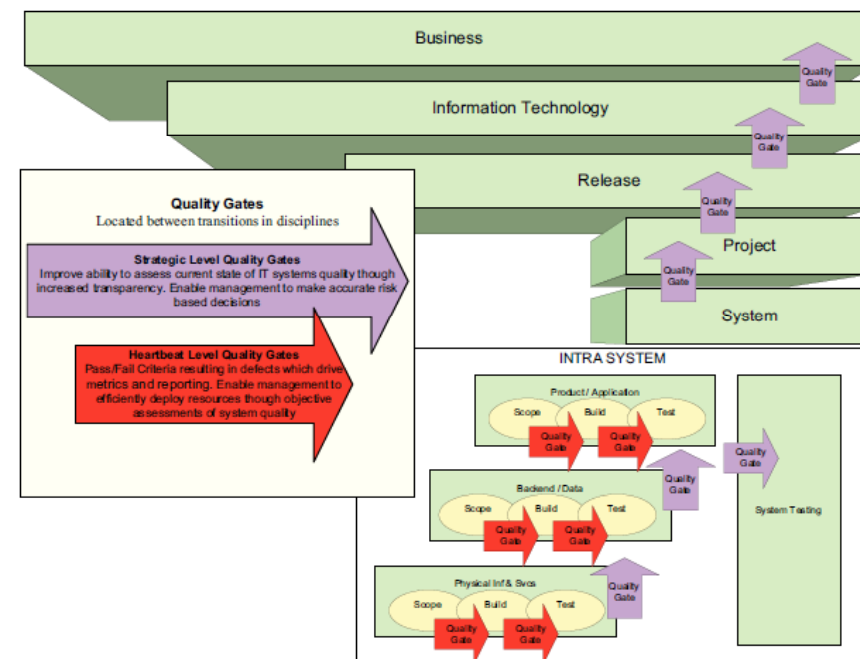 Business
Quality
Gate
Information Technology
Quality
Gate
Release
Quality
Gate
Project
Quality
Gate
System
Quality Gates
Located between transitions in disciplines
Strategic Level Quality Gates
Improve ability to assess current state of IT systems quality though
increased transparency. Enable management to make accurate risk
based decisions
Heartbeat Level Quality Gates
Pass/Fail Criteria resulting in defects which drive
metrics and reporting. Enable management to
efficiently deploy resources though objective
assessments of system quality
INTRA SYSTEM
Product / Application
Scope
Build
Test
Quality
Gate
Quality
Gate
Quality
Gate
System Testing
Backend / Data
Scope
Build
Test
Quality
Gate
Quality
Gate
Quality
Gate
Physical Inf & Svcs
Scope
Build
Test
Quality
Gate
Quality
Gate
Quality
Gate